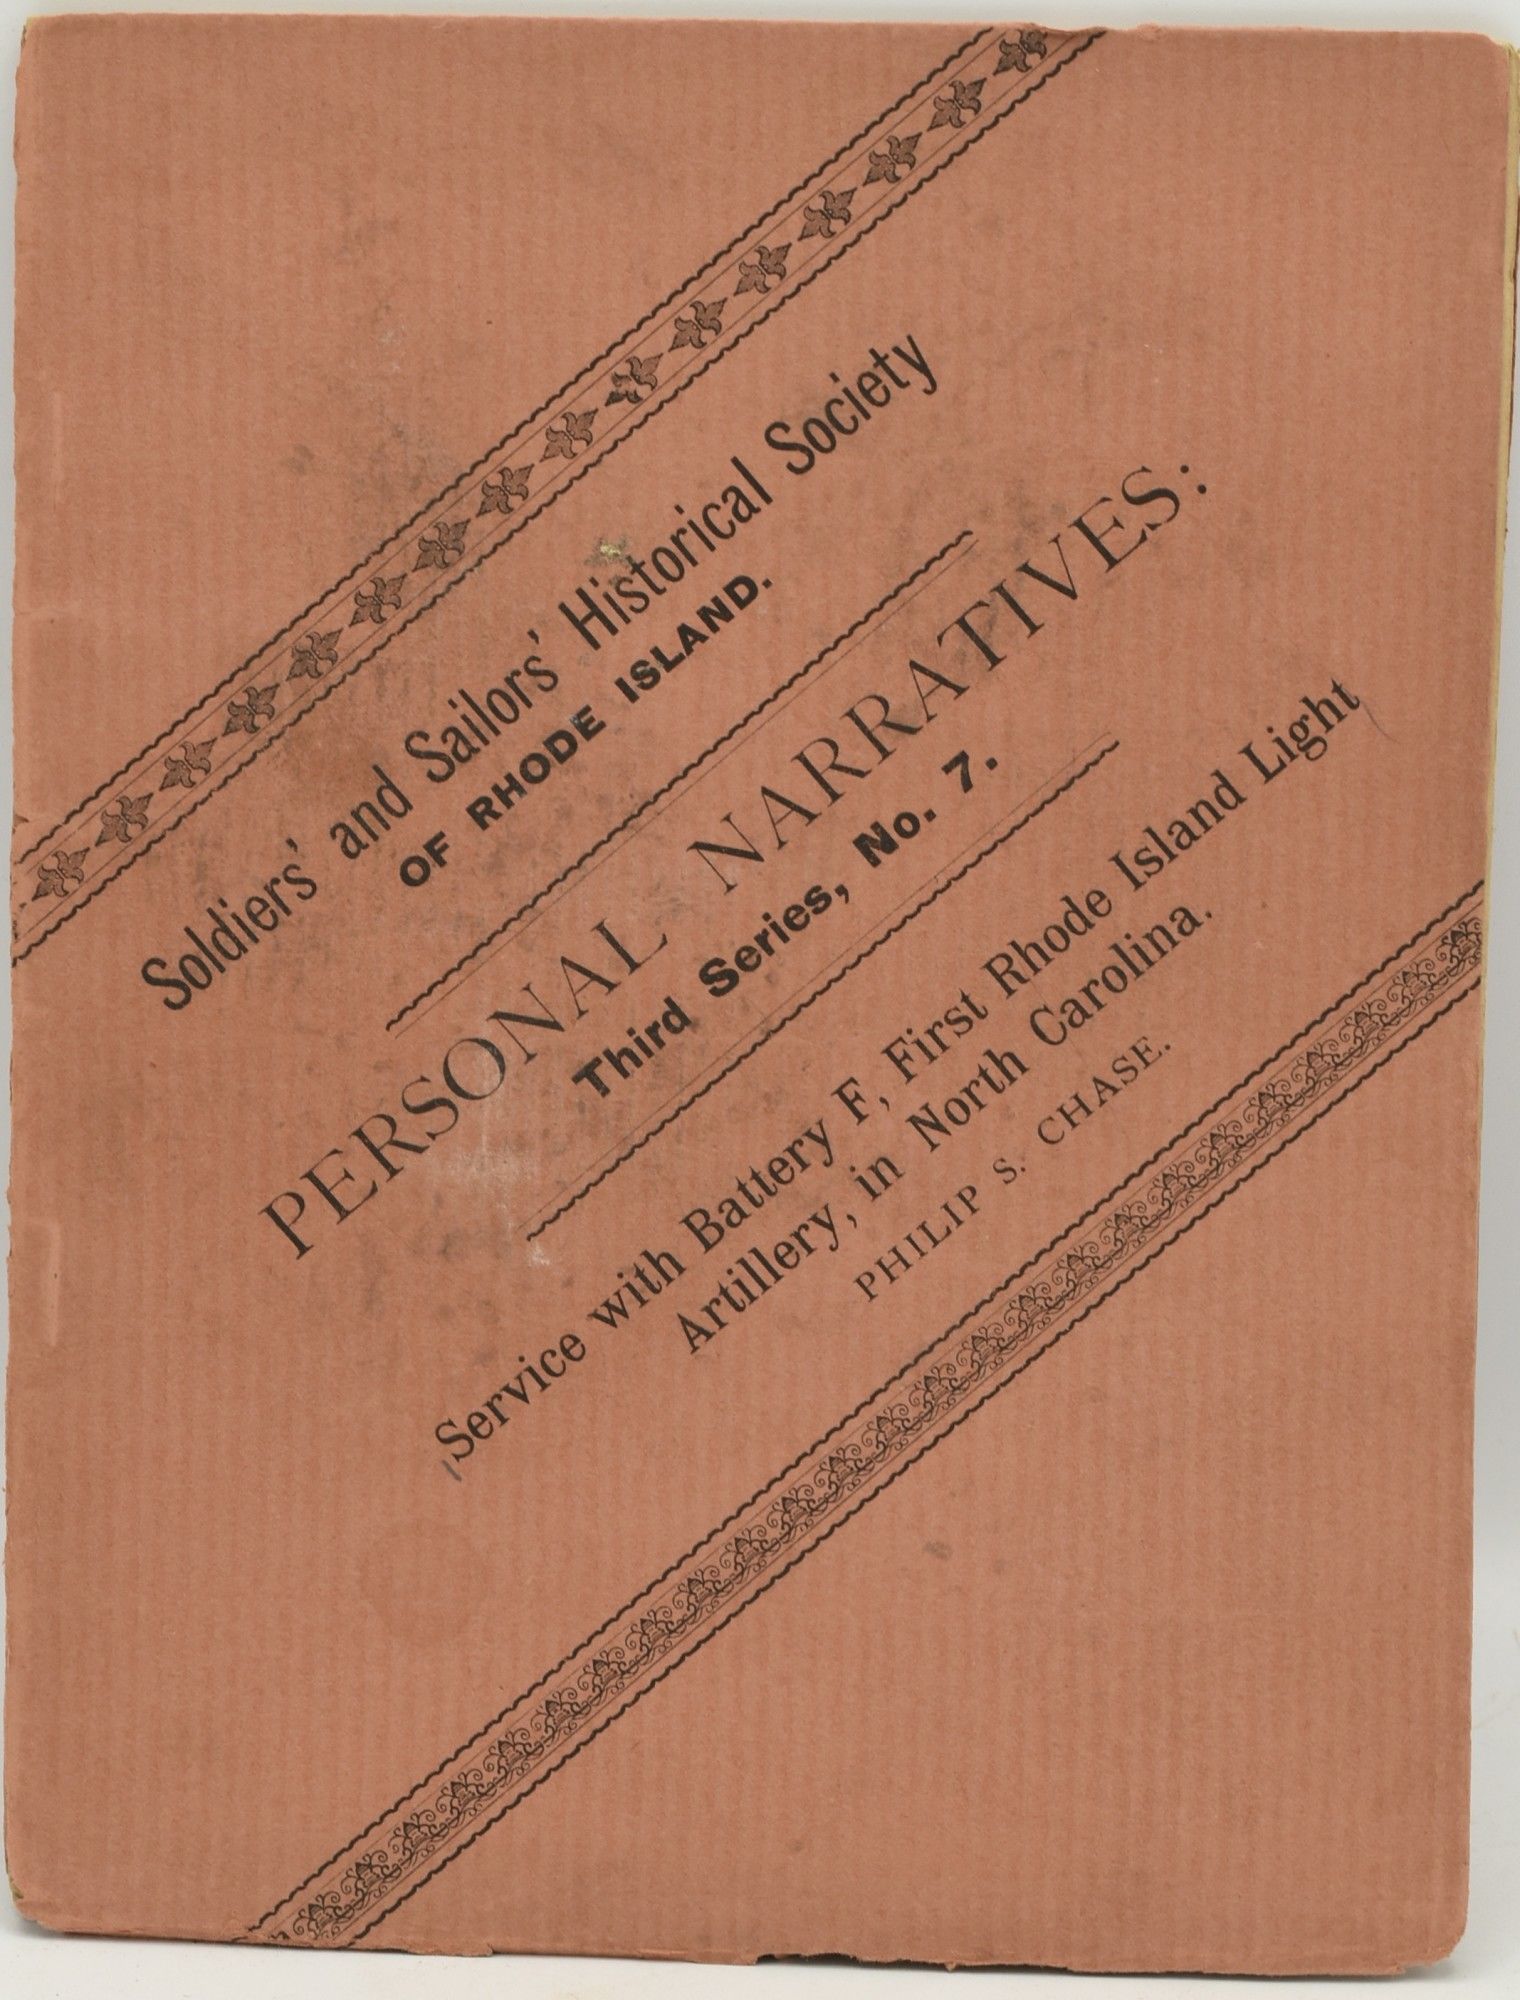 Soldiers' and Sailors' Historical Society
OF RHODE ISLAND.
PERSONAL NARRATIVES:
Third Series, No. 7.
Service with Battery F, First Rhode Island Light
Artillery, in North Carolina.
PHILIP S. CHASE.